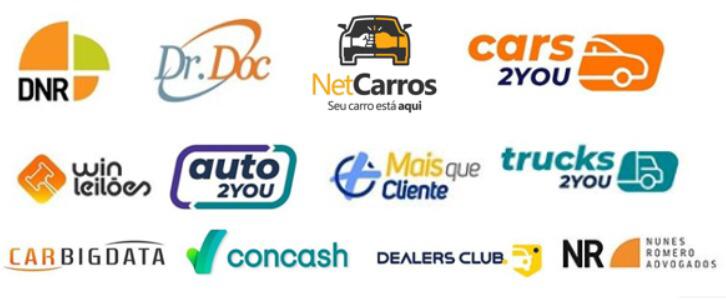 DNR
Dr.Doc
NetCarros
Seu carro está aqui
cars
2YOU
win
leilões
auto
2YOU
Mais que
Cliente
trucks
2YOU
CARBIGDATA
concash
DEALERS CLUB
NR
NUNES
ROMERO
ADVOGADOS